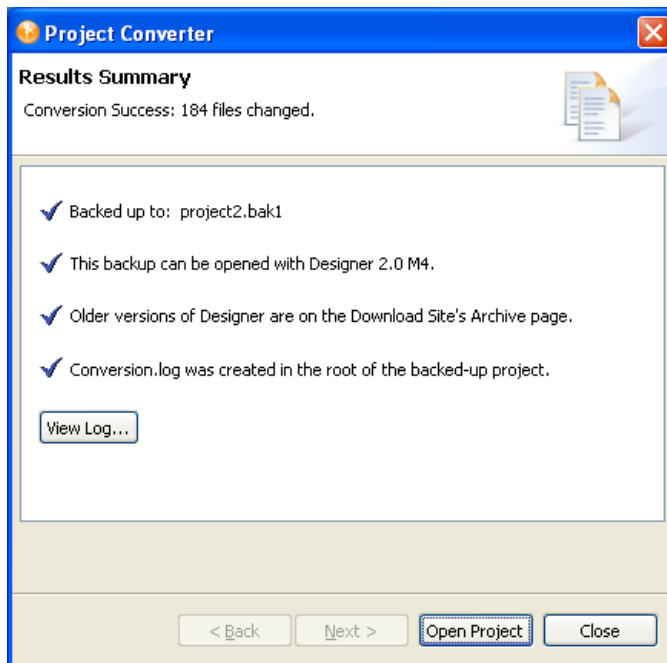 Project Converter
Results Summary
Conversion Success: 184 files changed.
Backed up to: project2.bak1
This backup can be opened with Designer 2.0 M4.
Older versions of Designer are on the Download Site's Archive page.
Conversion.log was created in the root of the backed-up project.
View Log...
< Back Next > Open Project Close